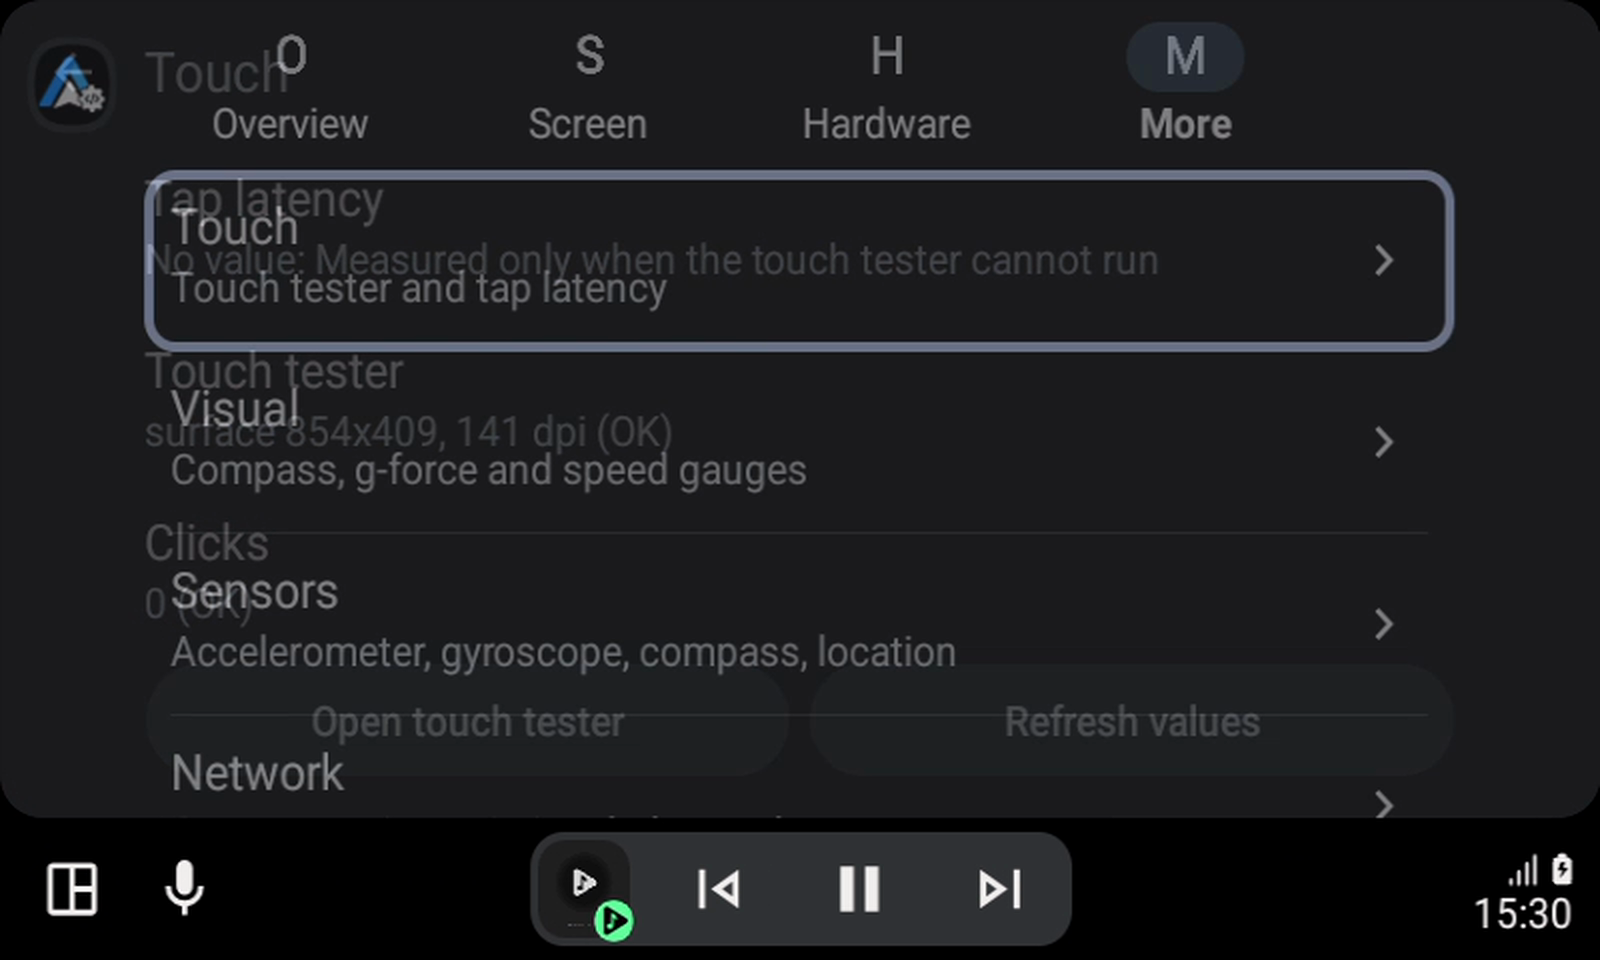 Touch
O
S
H
M
Overview
Screen
Hardware
More
Tap latency
Touch
No value: Measured only when the touch tester cannot run
Touch tester and tap latency
Touch tester
Visual
surface 854x409, 141 dpi (OK)
Compass, g-force and speed gauges
Clicks
Sensors
0 (OK)
Accelerometer, gyroscope, compass, location
Open touch tester
Refresh values
Network
15:30